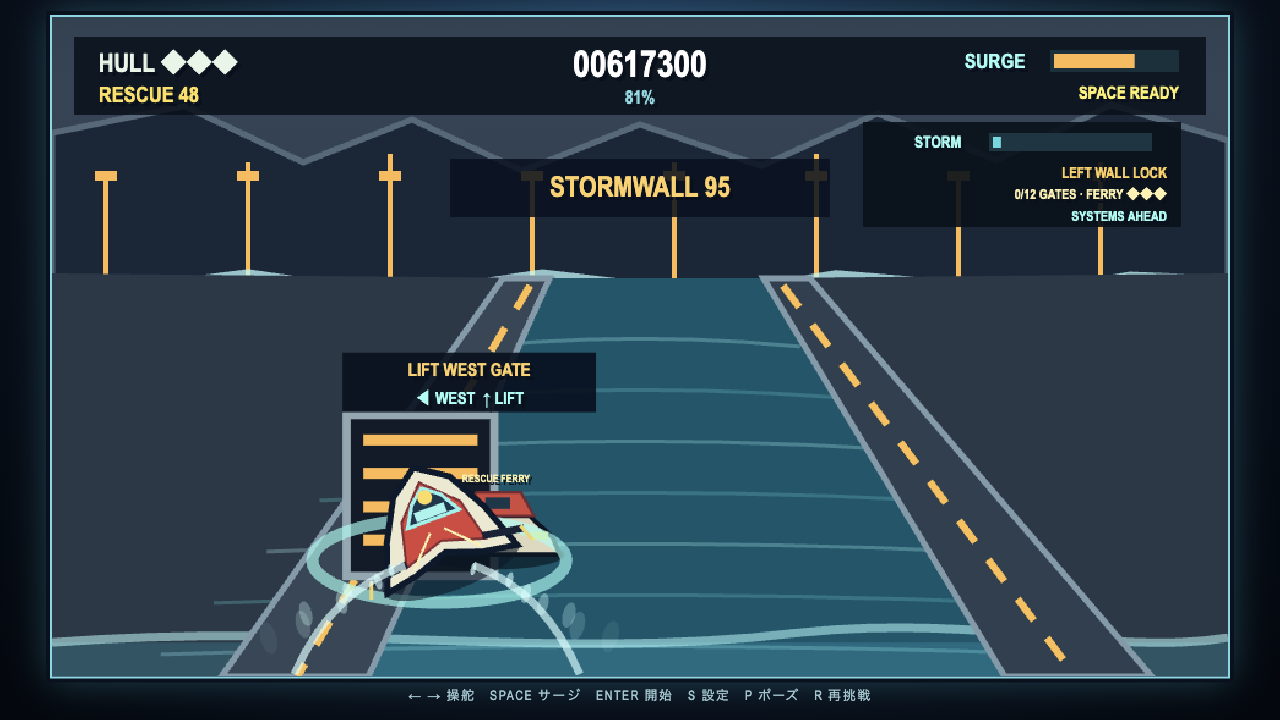 HULL
RESCUE 48
00617300
81%
SURGE
SPACE READY
STORM
LEFT WALL LOCK
0/12 GATES · FERRY
SYSTEMS AHEAD
STORMWALL 95
LIFT WEST GATE
◀ WEST ↑ LIFT
RESCUE FERRY
← → 操舵 SPACE サージ ENTER 開始 S 設定 P ポーズ R 再挑戦